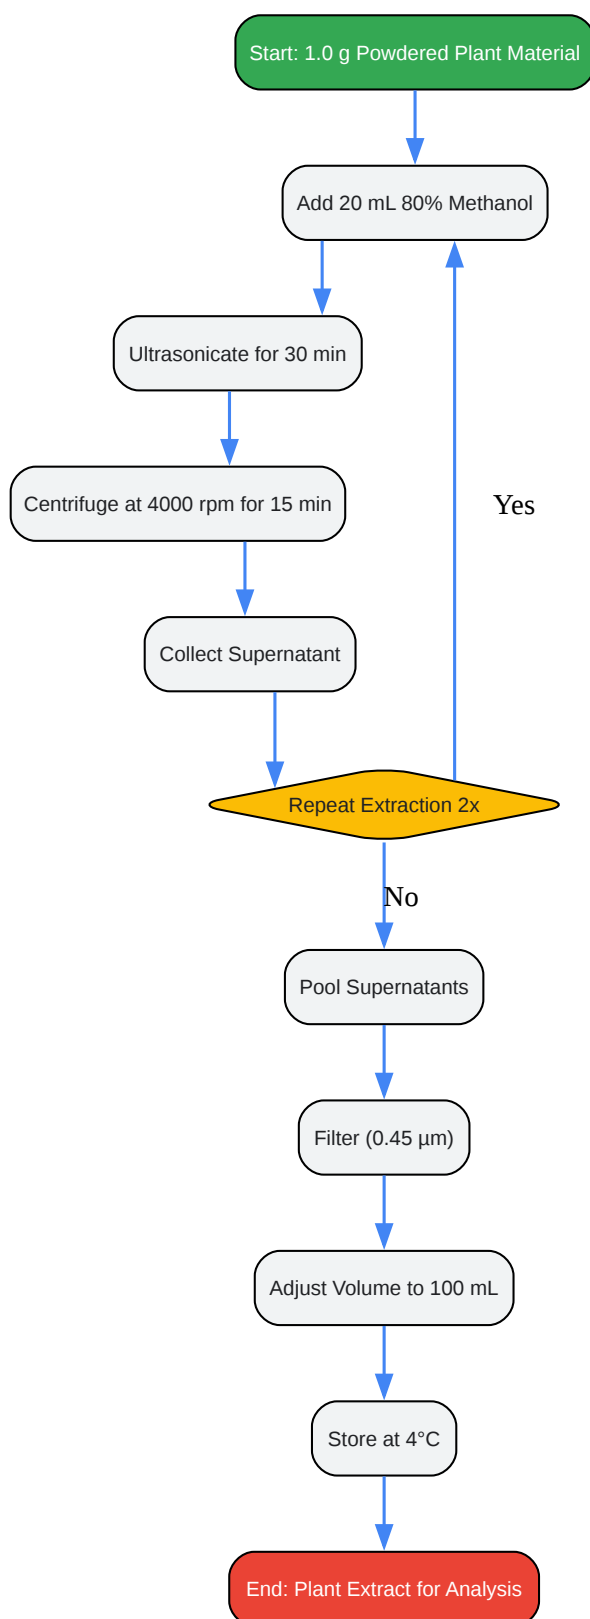 Start: 1.0 g Powdered Plant Material
Add 20 mL 80% Methanol
Ultrasonicate for 30 min
Centrifuge at 4000 rpm for 15 min
Yes
Collect Supernatant
Repeat Extraction 2x
No
Pool Supernatants
Filter (0.45 µm)
Adjust Volume to 100 mL
Store at 4°C
End: Plant Extract for Analysis